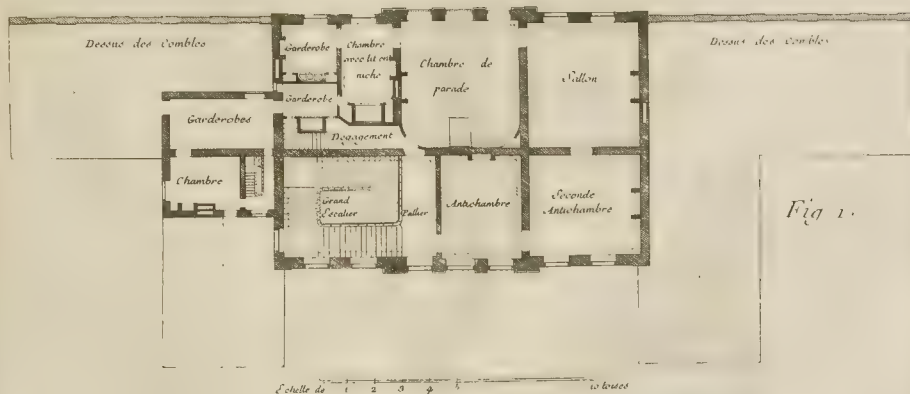 Dessus des Combles
Garderobe
Chambre
avec lit en
niche
Chambre de
parade
Sallon
Dessus des Combles
Garderobe
Garderobes
Degagement
Chambre
Grand
Escalier
Pallier
Antichambre
Seconde
Antichambre
Fig 1.
Echelle de 1 2 3 4 5 10 toises